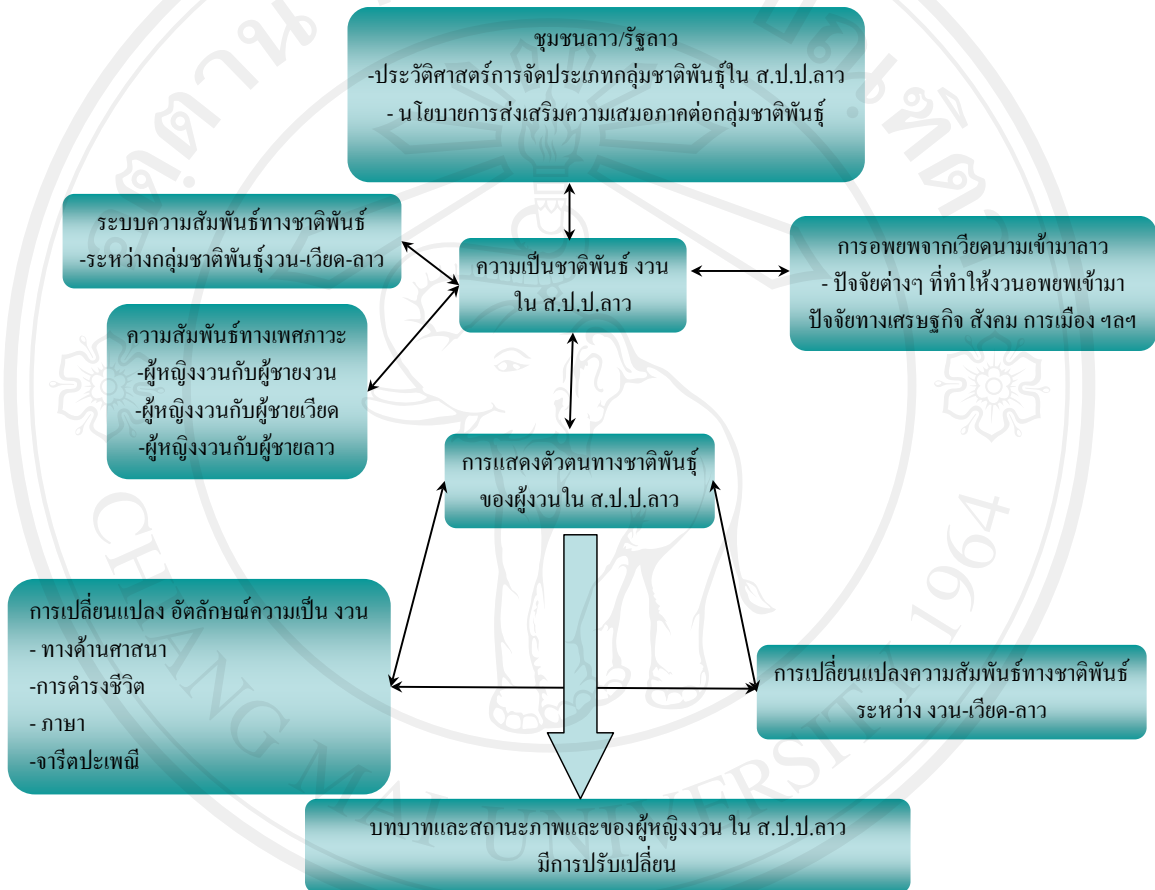 ชุมชนลาว/รัฐลาว
-ประวัติศาสตร์การจัดประเภทกลุ่มชาติพันธุ์ใน ส.ป.ป.ลาว
- นโยบายการส่งเสริมความเสมอภาคต่อกลุ่มชาติพันธุ์
ระบบความสัมพันธ์ทางชาติพันธ์
-ระหว่างกลุ่มชาติพันธุ์งวน-เวียด-ลาว
ความเป็นชาติพันธ์ งวน
ใน ส.ป.ป.ลาว
การอพยพจากเวียดนามเข้ามาลาว
- ปัจจัยต่างๆ ที่ทำให้งวนอพยพเข้ามา
ปัจจัยทางเศรษฐกิจ สังคม การเมือง ฯลฯ
ความสัมพันธ์ทางเพศภาวะ
-ผู้หญิงงวนกับผู้ชายงวน
-ผู้หญิงงวนกับผู้ชายเวียด
-ผู้หญิงงวนกับผู้ชายลาว
การแสดงตัวตนทางชาติพันธุ์
ของผู้งวนใน ส.ป.ป.ลาว
การเปลี่ยนแปลง อัตลักษณ์ความเป็น งวน
- ทางด้านศาสนา
-การดำรงชีวิต
- ภาษา
-จารีตปะเพณี
การเปลี่ยนแปลงความสัมพันธ์ทางชาติพันธ์
ระหว่าง งวน-เวียด-ลาว
บทบาทและสถานะภาพและของผู้หญิงงวน ใน ส.ป.ป.ลาว
มีการปรับเปลี่ยน
CHIANG MAI UNIVERSITY 1964